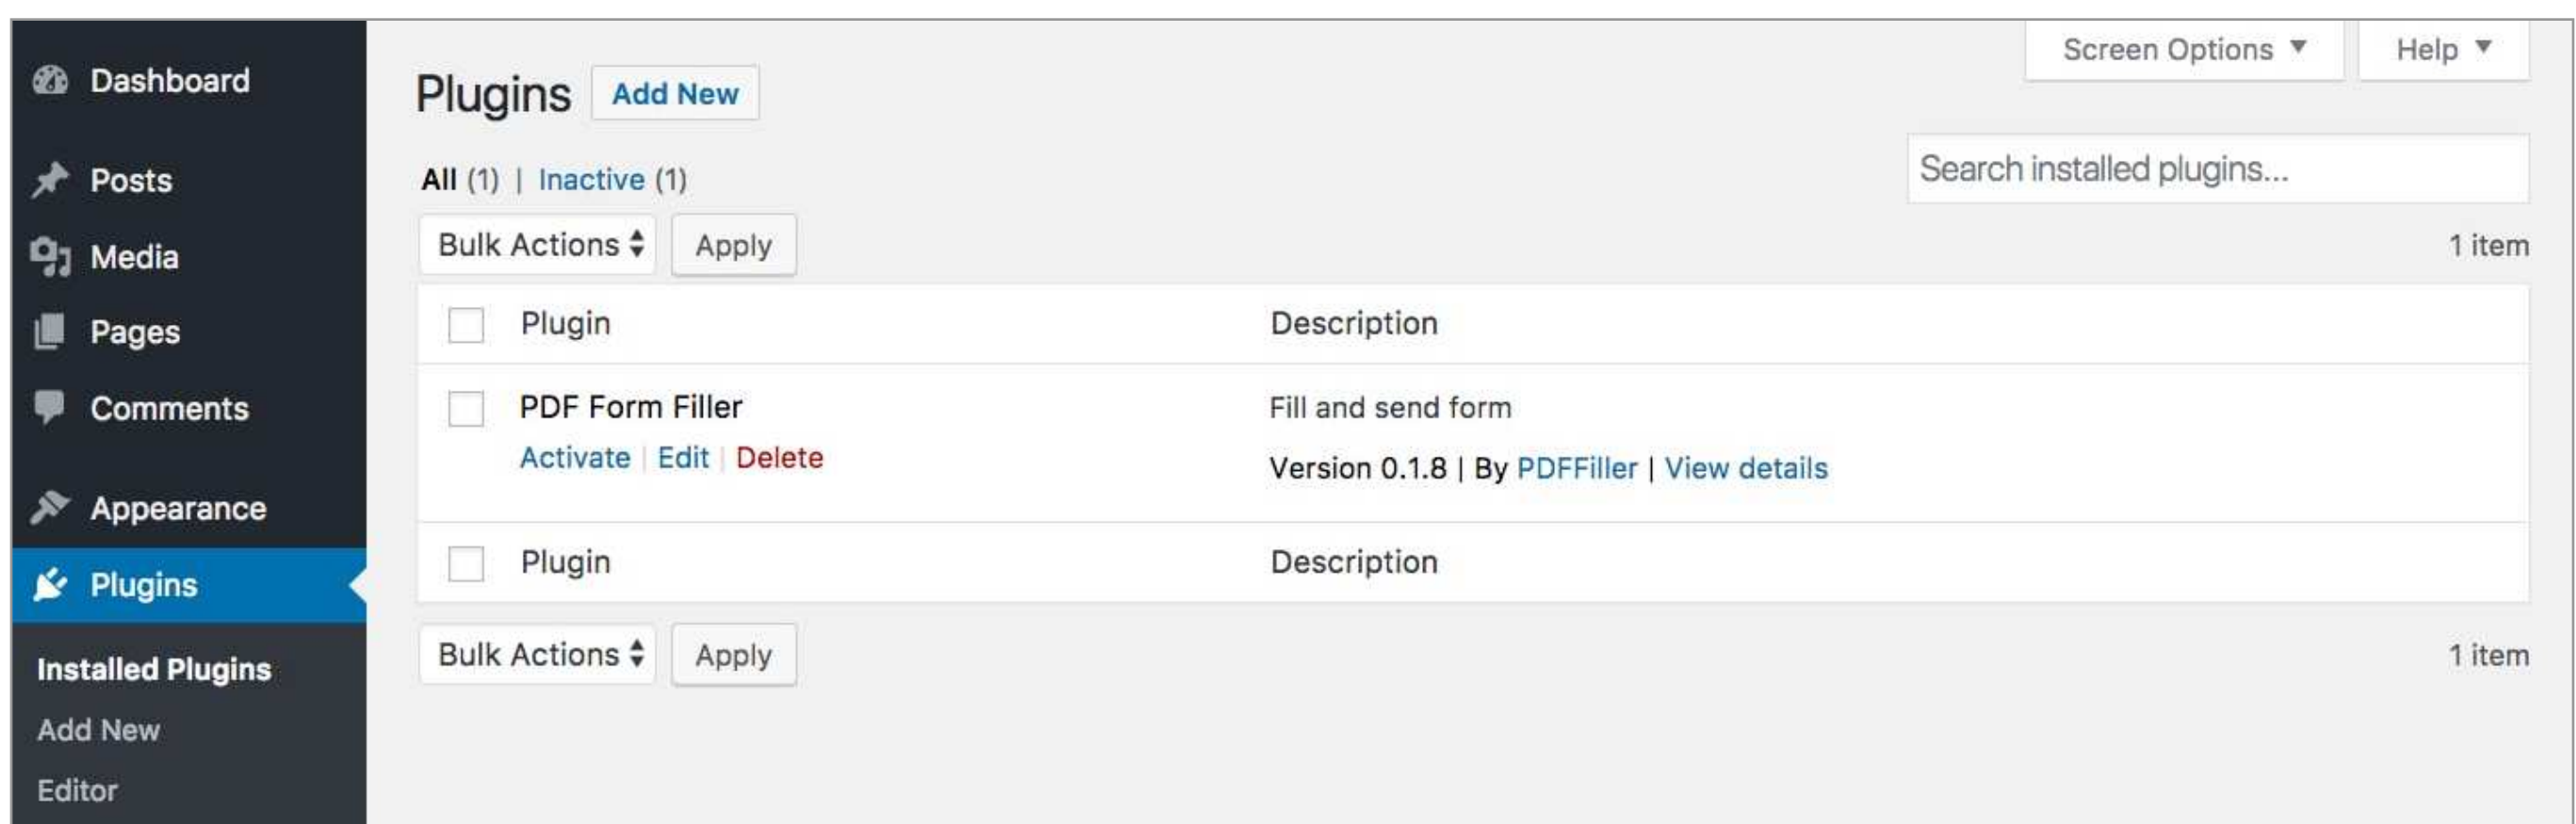 Dashboard
Posts
Media
Pages
Comments
Appearance
Plugins
Installed Plugins
Add New
Editor
Screen Options
Help
Plugins Add New
Search installed plugins...
All (1) | Inactive (1)
Bulk Actions Apply
1 item
Plugin Description
PDF Form Filler Fill and send form
Activate | Edit | Delete Version 0.1.8 | By PDFFiller | View details
Plugin Description
Bulk Actions Apply
1 item